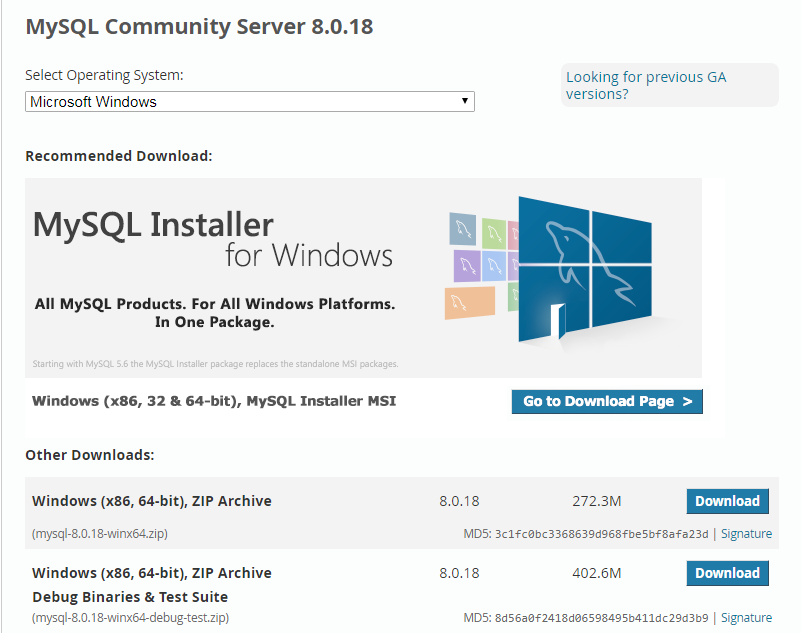 MySQL Community Server 8.0.18
Select Operating System:
Looking for previous GA
versions?
Microsoft Windows
Recommended Download:
MySQL Installer
for Windows
All MySQL Products. For All Windows Platforms.
In One Package.
Starting with MySQL 5.6 the MySQL Installer package replaces the standalone MSI packages.
Windows (x86, 32 & 64-bit), MySQL Installer MSI
Go to Download Page >
Other Downloads:
Windows (x86, 64-bit), ZIP Archive 8.0.18 272.3M Download
(mysql-8.0.18-winx64.zip) MD5: 3c1fc0bc3368639d968fbe5bf8afa23d | Signature
Windows (x86, 64-bit), ZIP Archive 8.0.18 402.6M Download
Debug Binaries & Test Suite
(mysql-8.0.18-winx64-debug-test.zip) MD5: 8d56a0f2418d06598495b411dc29d3b9 | Signature